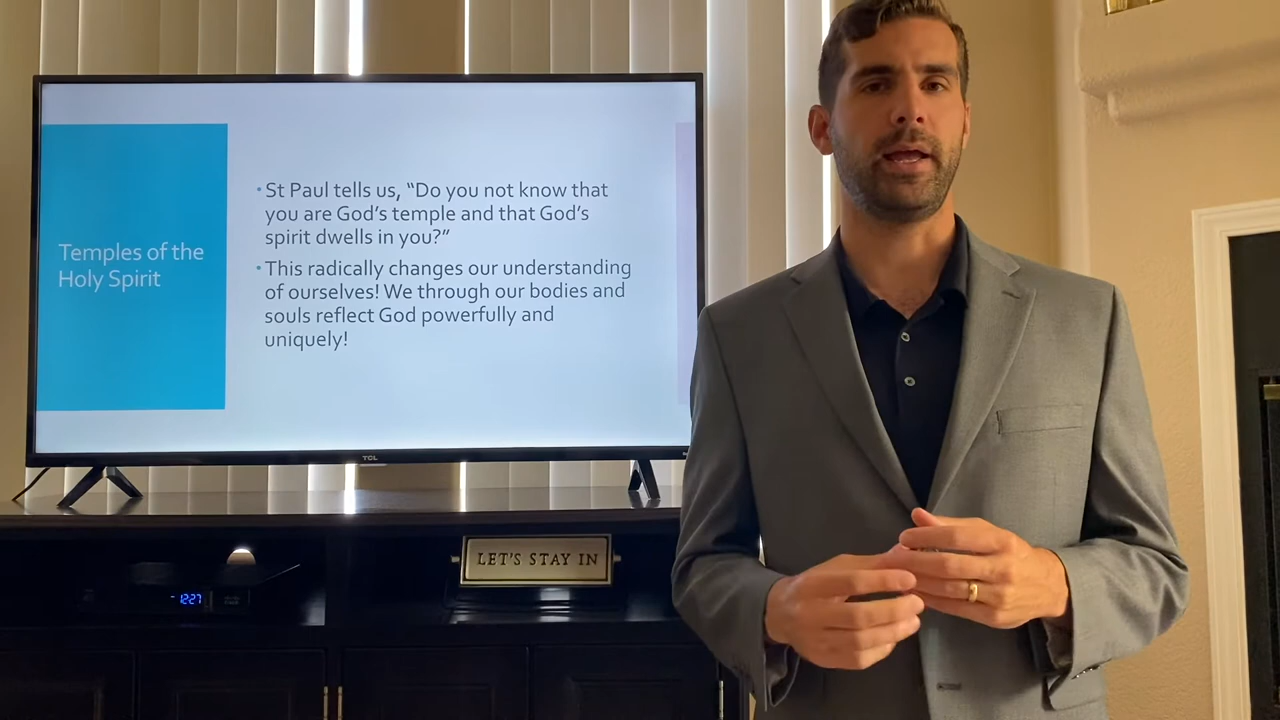 Temples of the
Holy Spirit
• St Paul tells us, “Do you not know that
you are God’s temple and that God’s
spirit dwells in you?”
• This radically changes our understanding
of ourselves! We through our bodies and
souls reflect God powerfully and
uniquely!
TCL
LET'S STAY IN
12:27